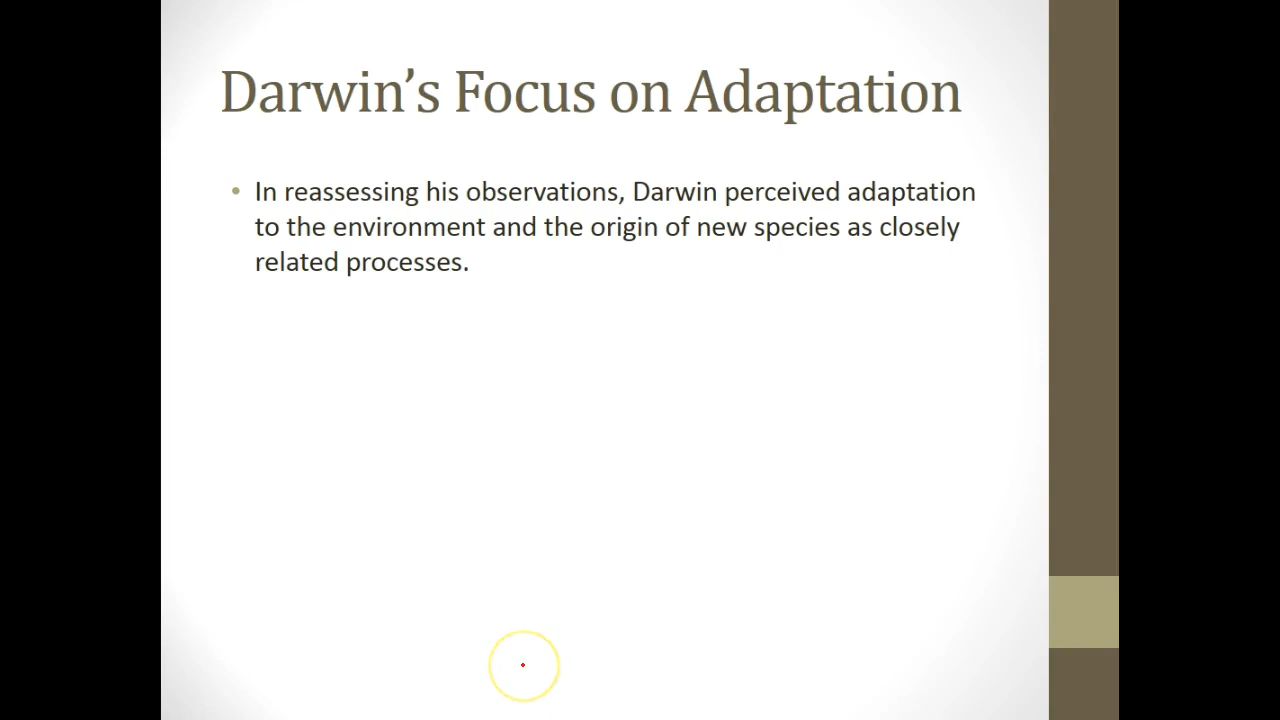 Darwin’s Focus on Adaptation
• In reassessing his observations, Darwin perceived adaptation
to the environment and the origin of new species as closely
related processes.